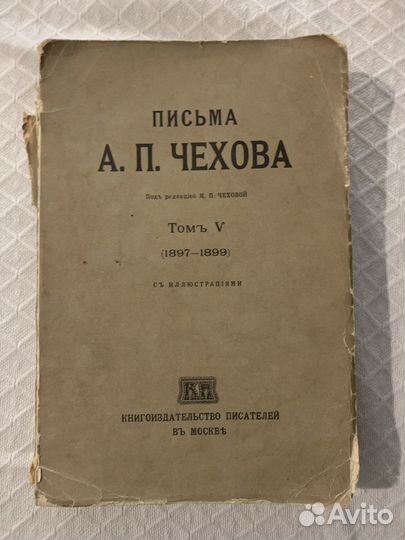 ПИСЬМА
А. П. ЧЕХОВА
Подъ редакціей М. П. ЧЕХОВОЙ
Томъ V
(1897—1899)
СЪ ИЛЛЮСТРАЦІЯМИ
КП
КНИГОИЗДАТЕЛЬСТВО ПИСАТЕЛЕЙ
ВЪ МОСКВѢ
Avito